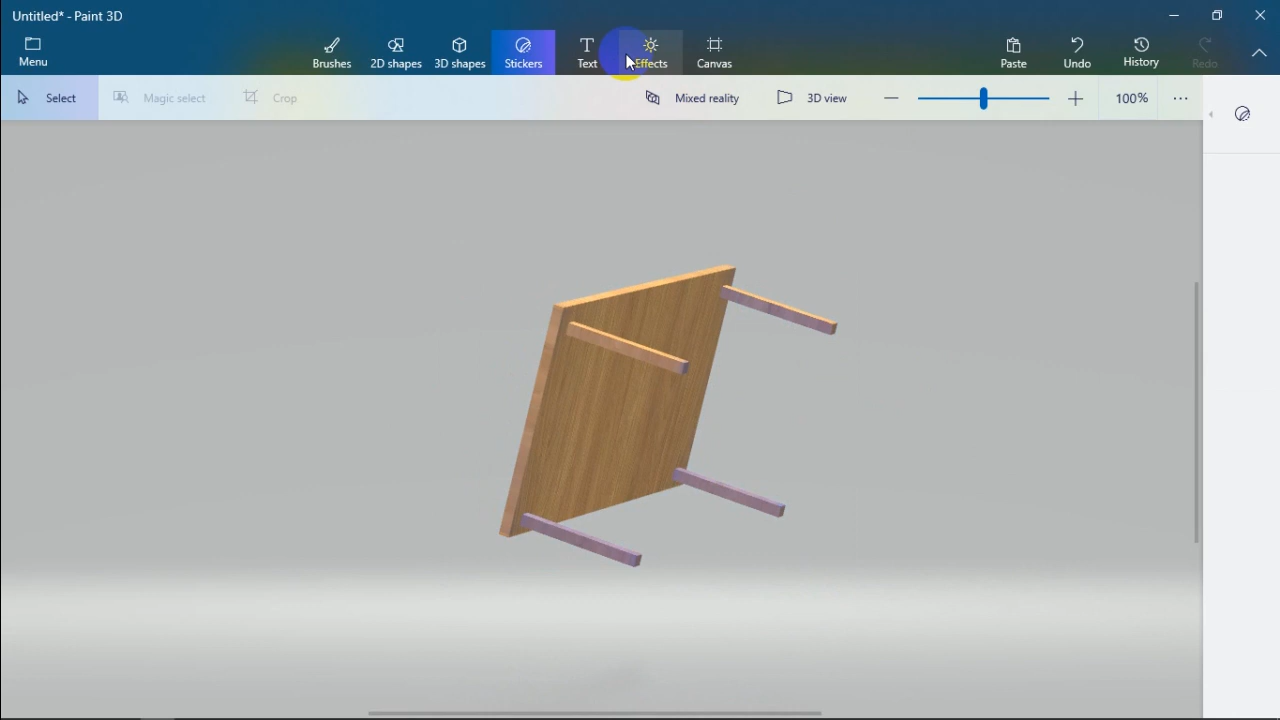 Untitled* - Paint 3D
Menu
Brushes
2D shapes
3D shapes
Stickers
Text
Effects
Canvas
Paste
Undo
History
Redo
Select
Magic select
Crop
Mixed reality
3D view
100%